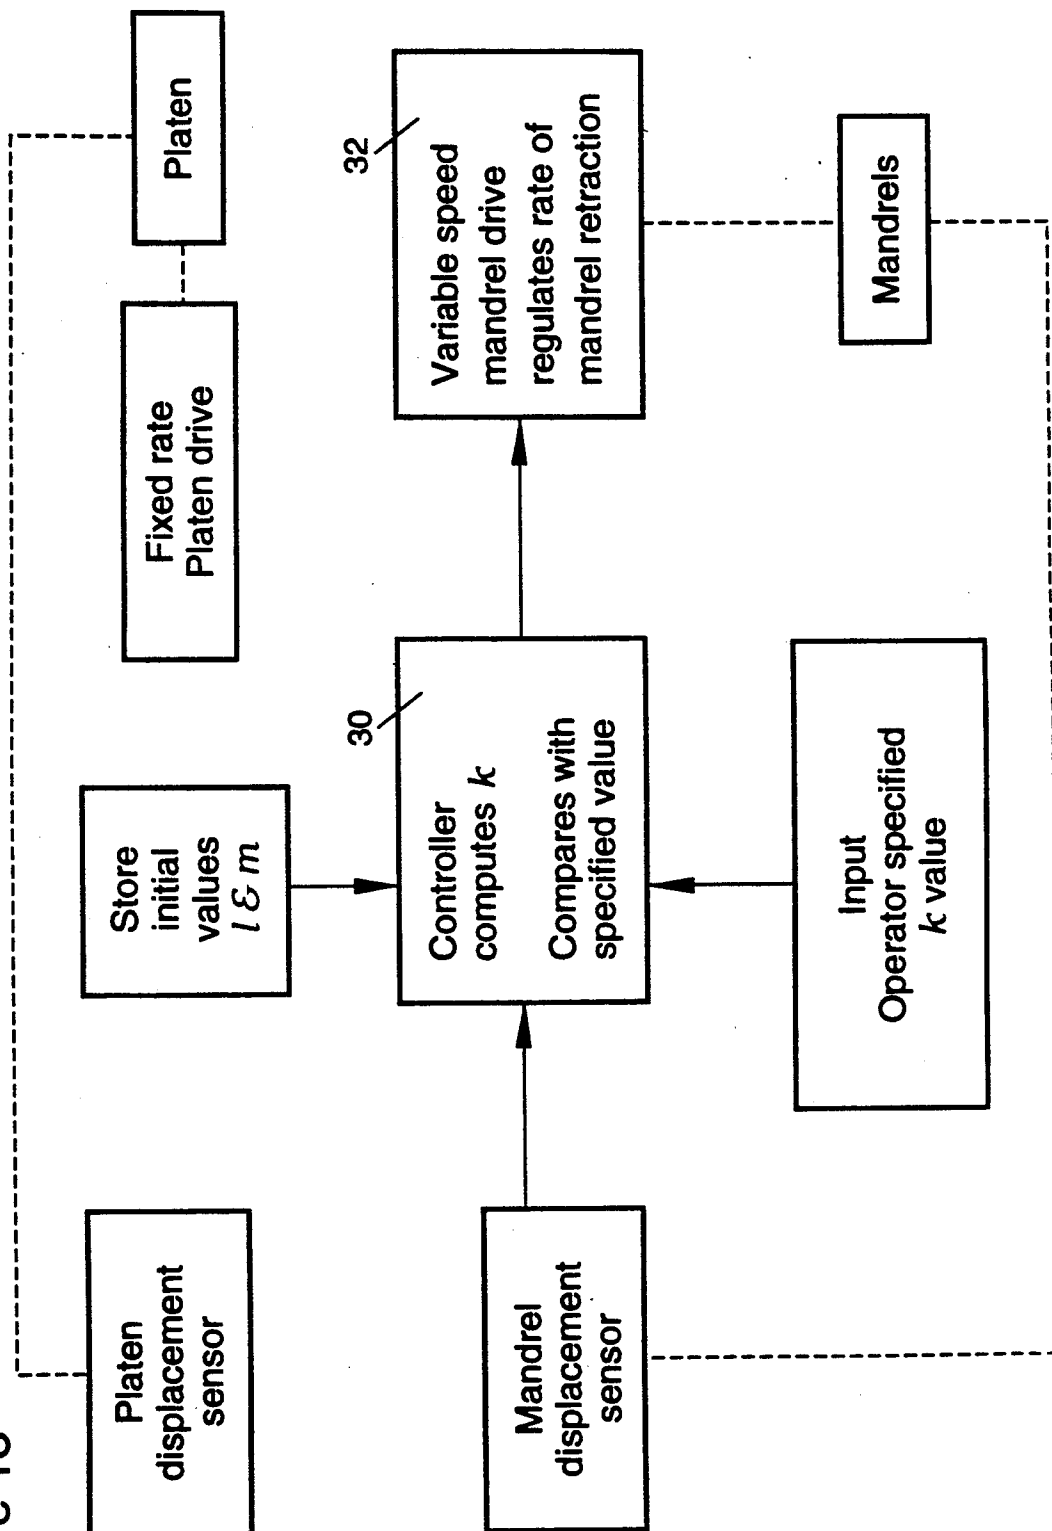 Platen
displacement
sensor
Store
initial
values
l & m
Fixed rate
Platen drive
Platen
Mandrel
displacement
sensor
30
Controller
computes k
Compares with
specified value
32
Variable speed
mandrel drive
regulates rate of
mandrel retraction
Input
Operator specified
k value
Mandrels